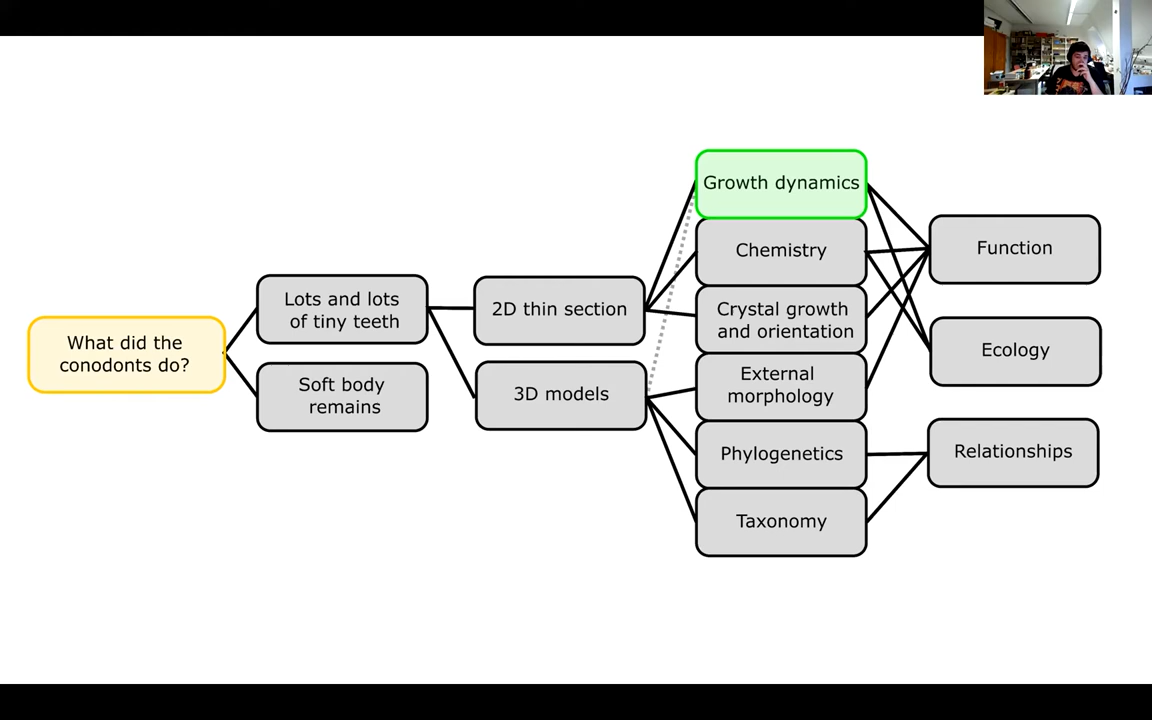 What did the
conodonts do?
Lots and lots
of tiny teeth
Soft body
remains
2D thin section
3D models
Growth dynamics
Chemistry
Crystal growth
and orientation
External
morphology
Phylogenetics
Taxonomy
Function
Ecology
Relationships